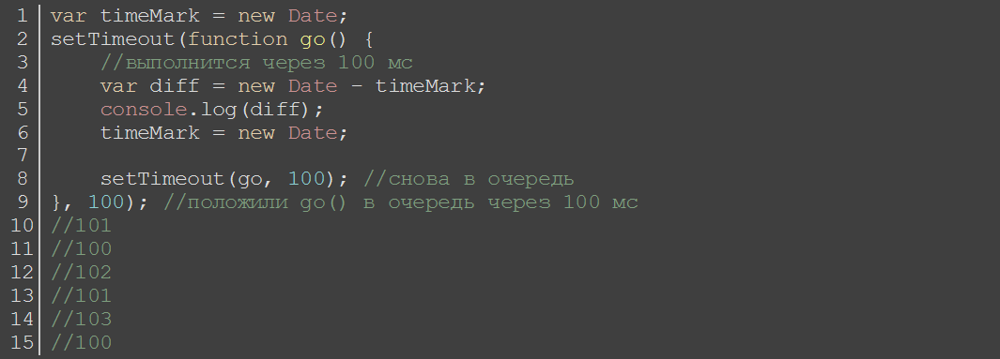 1 var timeMark = new Date;
2 setTimeout(function go() {
3     //выполнится через 100 мс
4     var diff = new Date - timeMark;
5     console.log(diff);
6     timeMark = new Date;
7
8     setTimeout(go, 100); //снова в очередь
9 }, 100); //положили go() в очередь через 100 мс
10 //101
11 //100
12 //102
13 //101
14 //103
15 //100